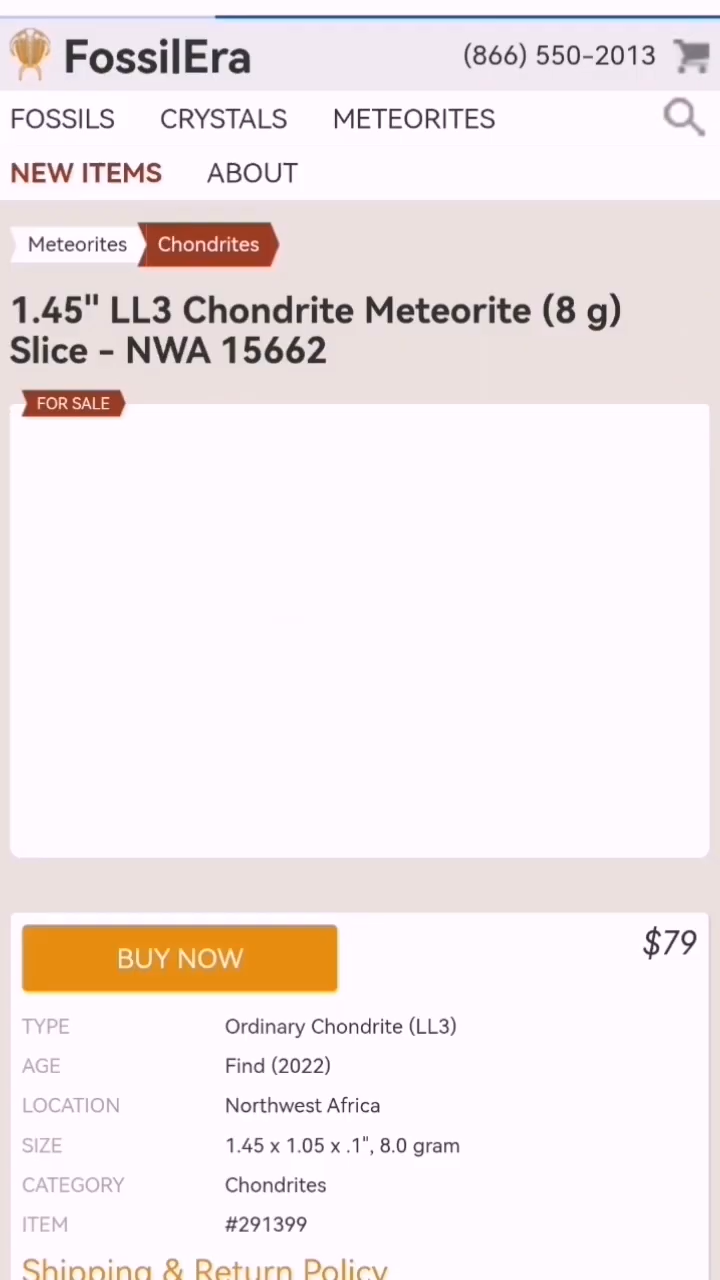 FossilEra
(866) 550-2013
FOSSILS CRYSTALS METEORITES
NEW ITEMS ABOUT
Meteorites Chondrites
1.45" LL3 Chondrite Meteorite (8 g)
Slice - NWA 15662
FOR SALE
BUY NOW
$79
TYPE Ordinary Chondrite (LL3)
AGE Find (2022)
LOCATION Northwest Africa
SIZE 1.45 x 1.05 x .1", 8.0 gram
CATEGORY Chondrites
ITEM #291399
Shipping & Return Policy